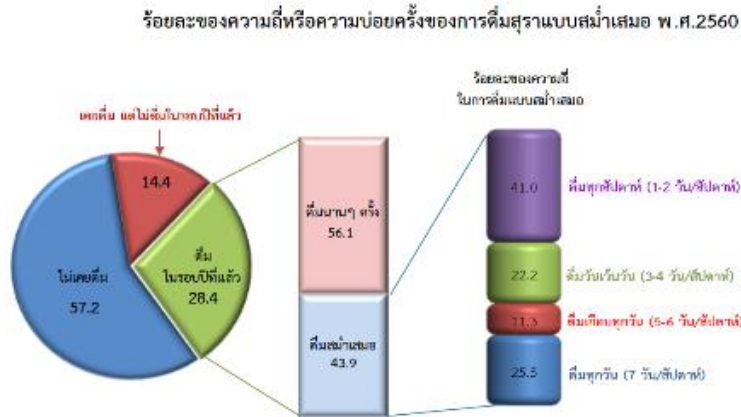 ร้อยละของความถี่หรือความบ่อยครั้งของการดื่มสุราแบบสม่ำเสมอ พ.ศ.2560
ร้อยละของความถี่
ในการดื่มแบบสม่ำเสมอ
เคยดื่ม แต่ไม่ดื่มในรอบปีที่แล้ว
14.4
ไม่เคยดื่ม
57.2
ดื่ม
ในรอบปีที่แล้ว
28.4
ดื่มนานๆ ครั้ง
56.1
ดื่มสม่ำเสมอ
43.9
41.0
ดื่มทุกสัปดาห์ (1-2 วัน/สัปดาห์)
22.2
ดื่มวันเว้นวัน (3-4 วัน/สัปดาห์)
11.3
ดื่มเกือบทุกวัน (5-6 วัน/สัปดาห์)
25.5
ดื่มทุกวัน (7 วัน/สัปดาห์)